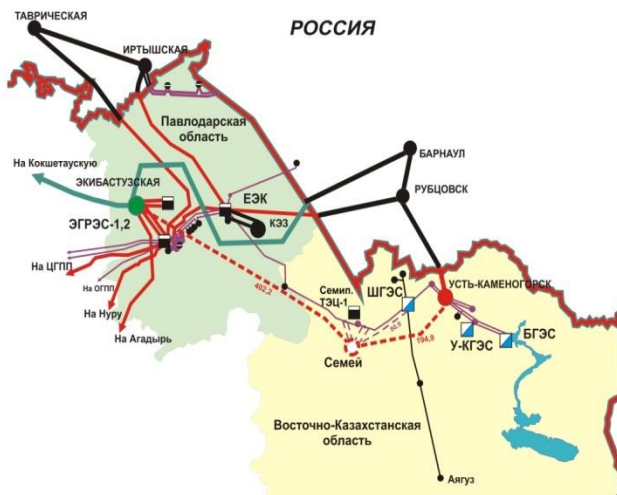 ТАВРИЧЕСКАЯ
РОССИЯ
ИРТЫШСКАЯ
Павлодарская
область
БАРНАУЛ
На Кокшетаускую
ЭКИБАСТУЗСКАЯ
РУБЦОВСК
ЕЭК
КЭЗ
ЭГРЭС-1,2
На ЦГПП
На ОГПП
На Нуру
На Агадырь
402,2
Семип.
ТЭЦ-1
ШГЭС
УСТЬ-КАМЕНОГОРСК
50,9
194,9
У-КГЭС
БГЭС
Семей
Восточно-Казахстанская
область
Аягуз